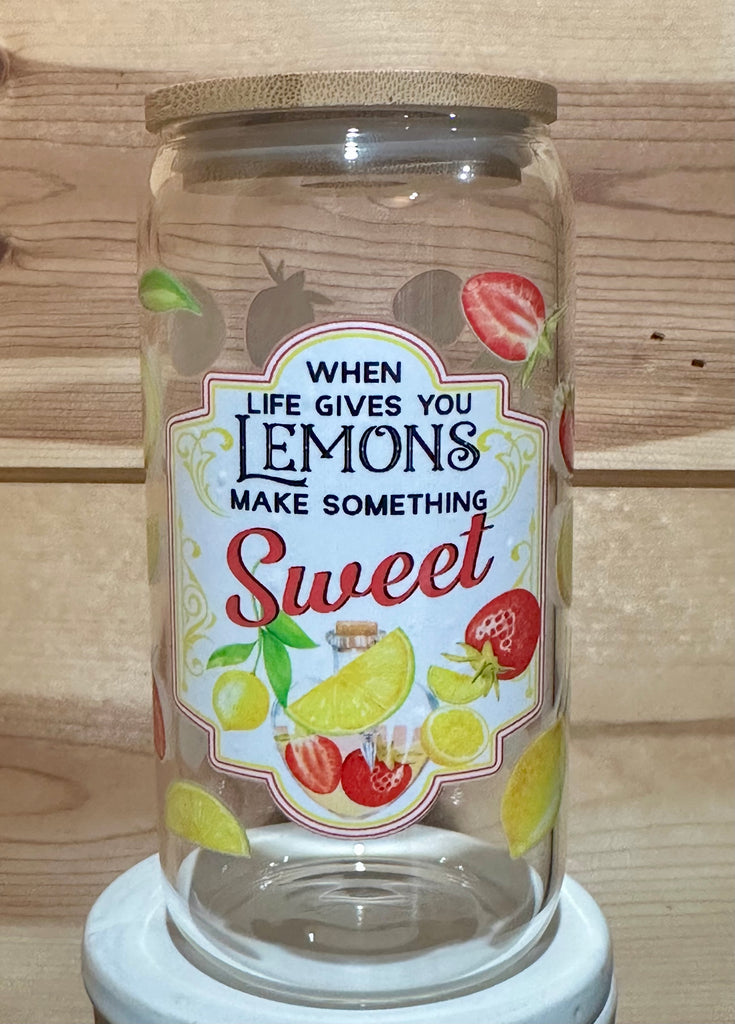 WHEN
LIFE GIVES YOU
LEMONS
MAKE SOMETHING
Sweet